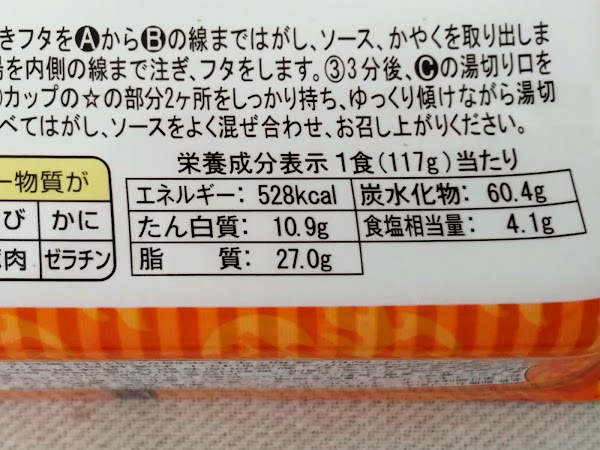 きフタをAからBの線まではがし、ソース、かやくを取り出しま
湯を内側の線まで注ぎ、フタをします。③3分後、Cの湯切り口を
カップの☆の部分2ヶ所をしっかり持ち、ゆっくり傾けながら湯切
べてはがし、ソースをよく混ぜ合わせ、お召し上がりください。
栄養成分表示 1食(117g)当たり
エネルギー: 528kcal 炭水化物: 60.4g
たん白質: 10.9g 食塩相当量: 4.1g
脂質: 27.0g
ー物質が
び かに
肉 ゼラチン